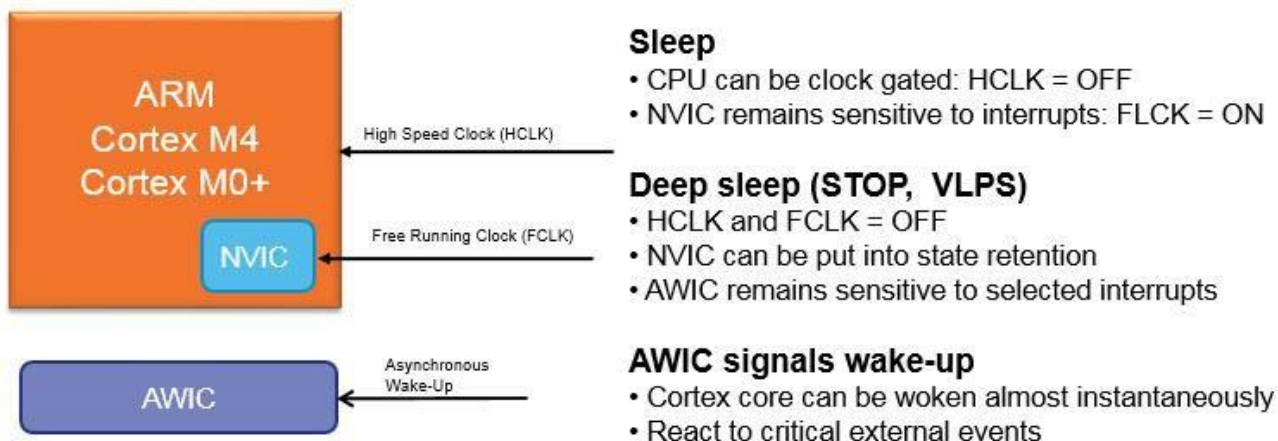 ARM
Cortex M4
Cortex M0+
NVIC
High Speed Clock (HCLK)
Free Running Clock (FCLK)
AWIC
Asynchronous
Wake-Up
Sleep
• CPU can be clock gated: HCLK = OFF
• NVIC remains sensitive to interrupts: FLCK = ON
Deep sleep (STOP, VLPS)
• HCLK and FCLK = OFF
• NVIC can be put into state retention
• AWIC remains sensitive to selected interrupts
AWIC signals wake-up
• Cortex core can be woken almost instantaneously
• React to critical external events